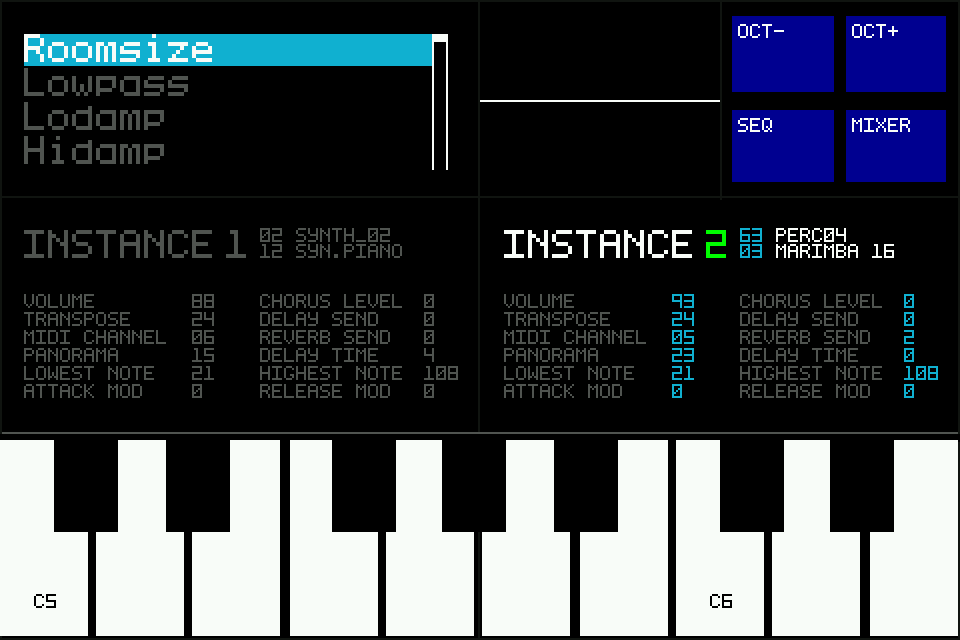 Roomsize
Lowpass
Lodamp
Hidamp
OCT- OCT+
SEQ MIXER
INSTANCE 1 02 SYNTH_02
12 SYN.PIANO
VOLUME 88 CHORUS LEVEL 0
TRANSPOSE 24 DELAY SEND 0
MIDI CHANNEL 06 REVERB SEND 0
PANORAMA 15 DELAY TIME 4
LOWEST NOTE 21 HIGHEST NOTE 108
ATTACK MOD 0 RELEASE MOD 0
INSTANCE 2 63 PERC04
03 MARIMBA 16
VOLUME 93 CHORUS LEVEL 0
TRANSPOSE 24 DELAY SEND 0
MIDI CHANNEL 05 REVERB SEND 2
PANORAMA 23 DELAY TIME 0
LOWEST NOTE 21 HIGHEST NOTE 108
ATTACK MOD 0 RELEASE MOD 0
C5 C6